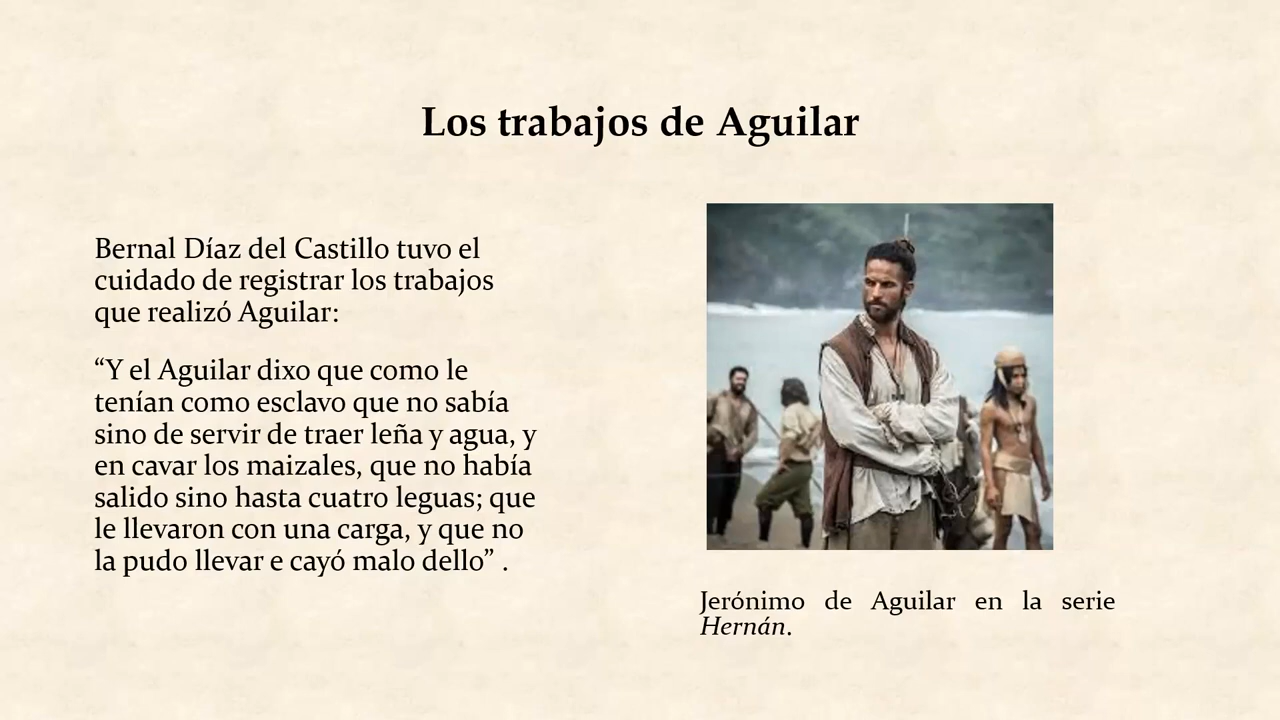 Los trabajos de Aguilar
Bernal Díaz del Castillo tuvo el
cuidado de registrar los trabajos
que realizó Aguilar:
“Y el Aguilar dixo que como le
tenían como esclavo que no sabía
sino de servir de traer leña y agua, y
en cavar los maizales, que no había
salido sino hasta cuatro leguas; que
le llevaron con una carga, y que no
la pudo llevar e cayó malo dello” .
Jerónimo de Aguilar en la serie
Hernán.